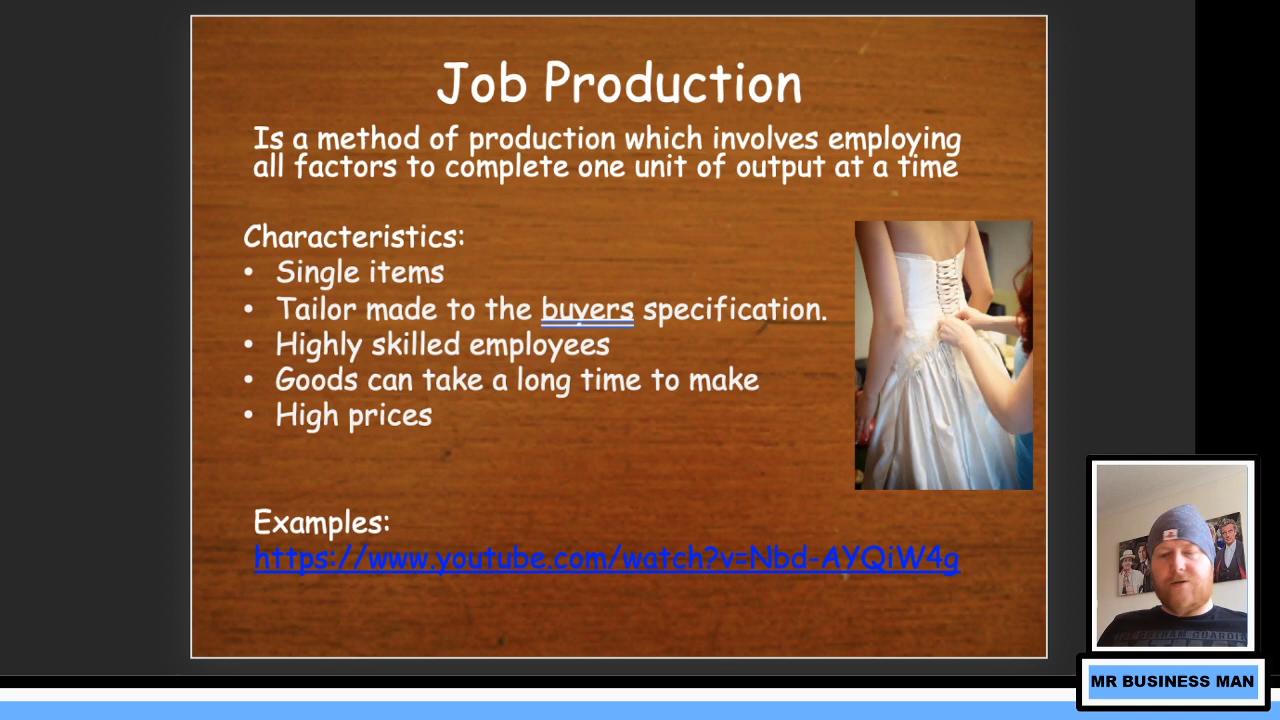 Job Production
Is a method of production which involves employing
all factors to complete one unit of output at a time
Characteristics:
• Single items
• Tailor made to the buyers specification.
• Highly skilled employees
• Goods can take a long time to make
• High prices
Examples:
https://www.youtube.com/watch?v=Nbd-AYQiW4g
MR BUSINESS MAN